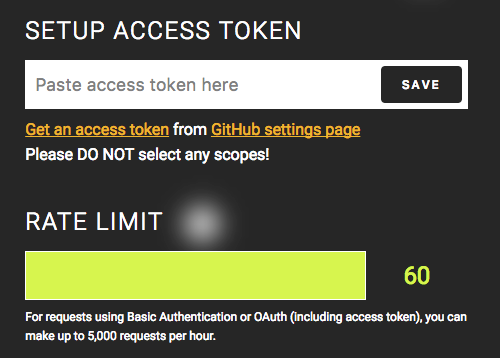 SETUP ACCESS TOKEN
Paste access token here
SAVE
Get an access token from GitHub settings page
Please DO NOT select any scopes!
RATE LIMIT
60
For requests using Basic Authentication or OAuth (including access token), you can
make up to 5,000 requests per hour.